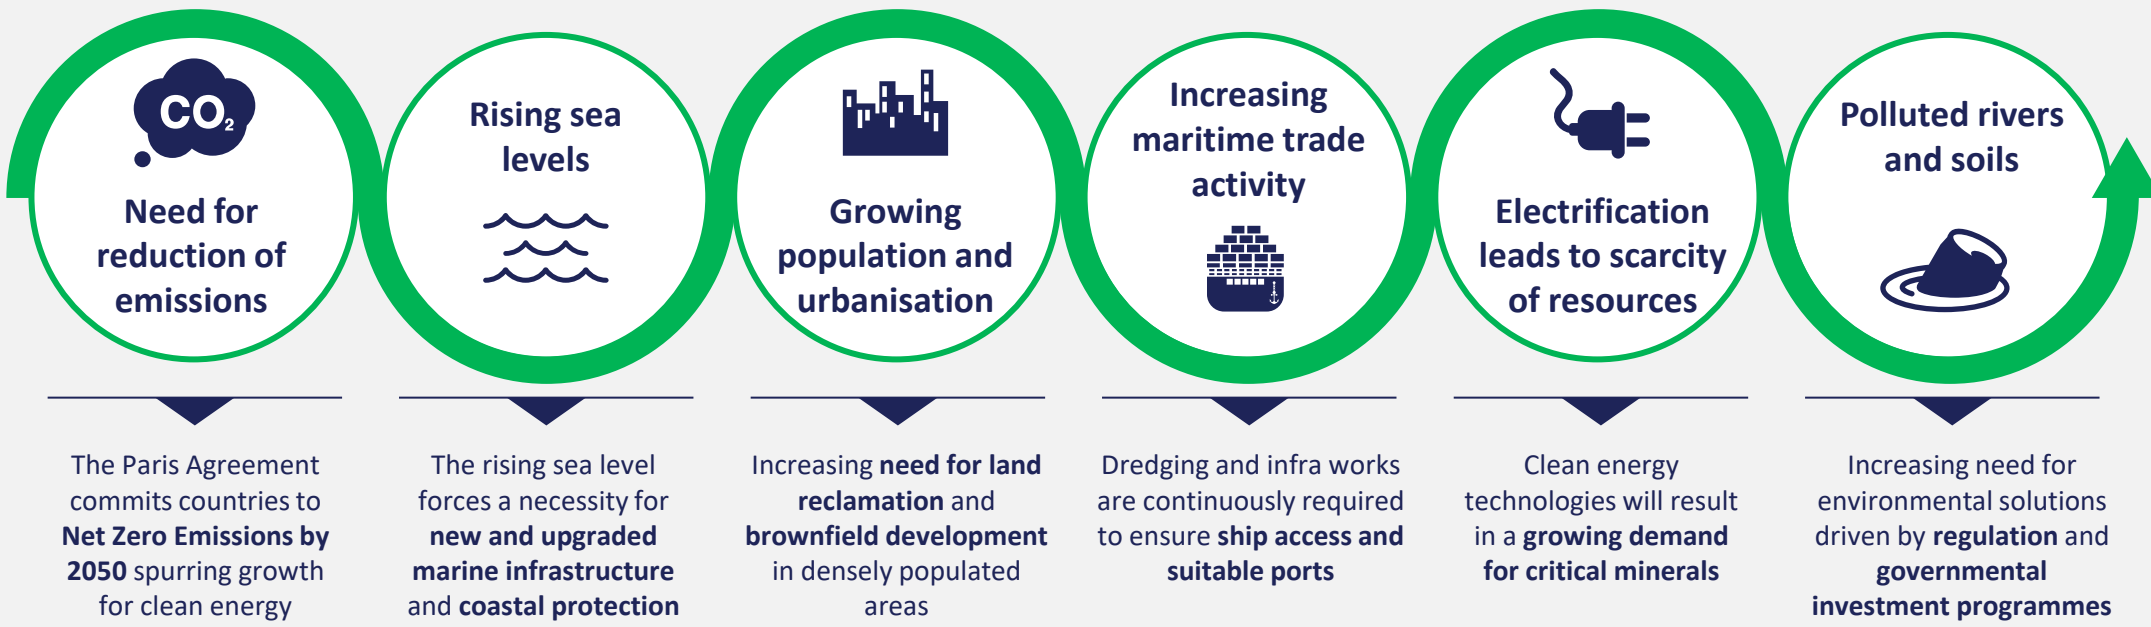 CO2
Need for
reduction of
emissions
The Paris Agreement
commits countries to
Net Zero Emissions by
2050 spurring growth
for clean energy
Rising sea
levels
The rising sea level
forces a necessity for
new and upgraded
marine infrastructure
and coastal protection
Growing
population and
urbanisation
Increasing need for land
reclamation and
brownfield development
in densely populated
areas
Increasing
maritime trade
activity
Dredging and infra works
are continuously required
to ensure ship access and
suitable ports
Electrification
leads to scarcity
of resources
Clean energy
technologies will result
in a growing demand
for critical minerals
Polluted rivers
and soils
Increasing need for
environmental solutions
driven by regulation and
governmental
investment programmes